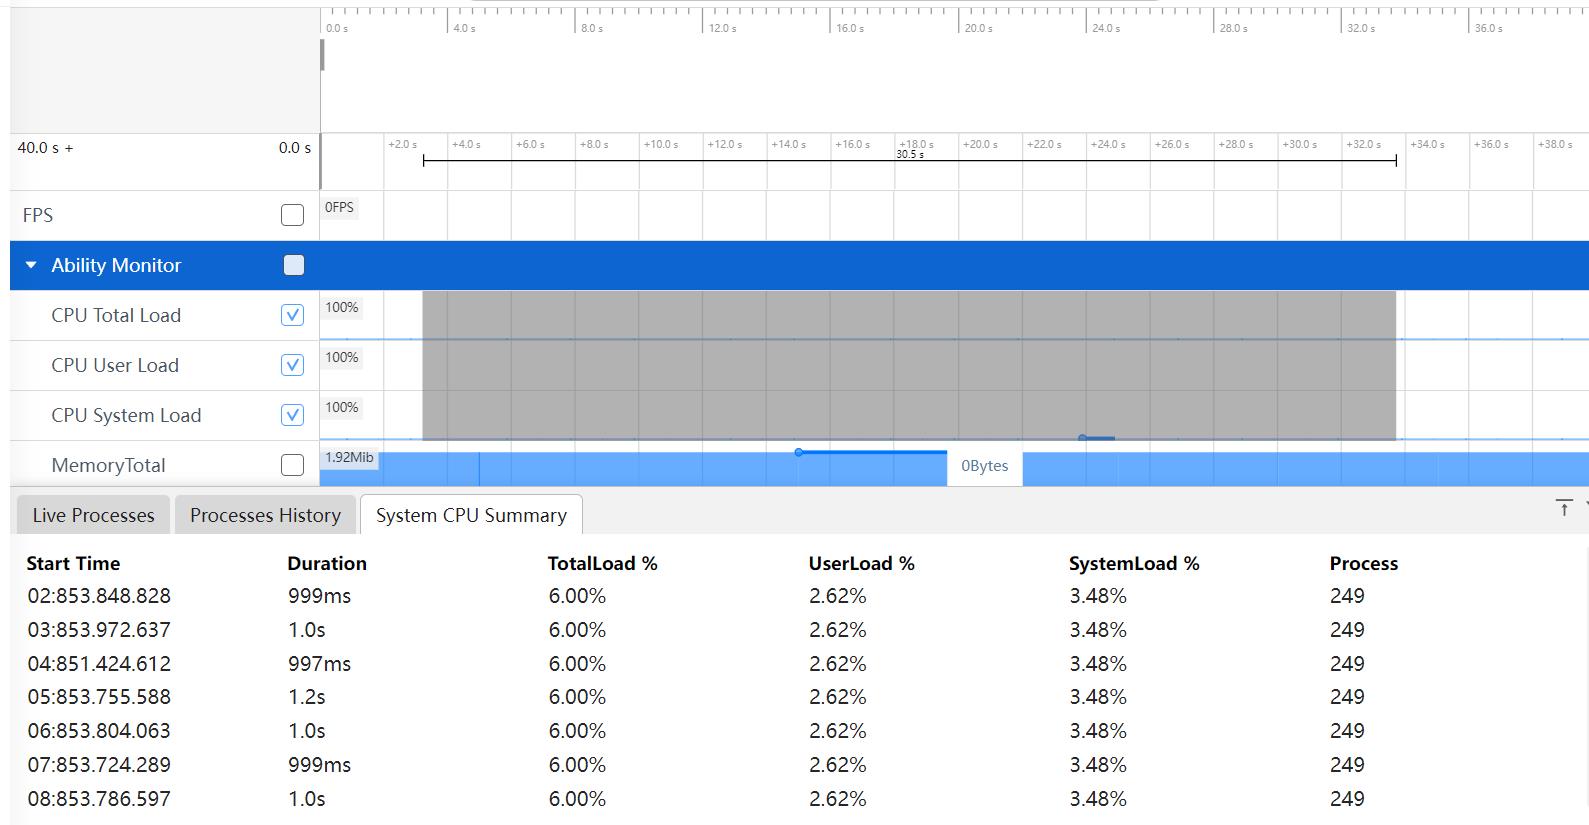 0.0 s 4.0 s 8.0 s 12.0 s 16.0 s 20.0 s 24.0 s 28.0 s 32.0 s 36.0 s
40.0 s + 0.0 s +2.0 s +4.0 s +6.0 s +8.0 s +10.0 s +12.0 s +14.0 s +16.0 s +18.0 s +20.0 s +22.0 s +24.0 s +26.0 s +28.0 s +30.0 s +32.0 s +34.0 s +36.0 s +38.0 s
30.5 s
FPS 0FPS
Ability Monitor
CPU Total Load 100%
CPU User Load 100%
CPU System Load 100%
MemoryTotal 1.92Mib 0Bytes
Live Processes Processes History System CPU Summary
Start Time Duration TotalLoad % UserLoad % SystemLoad % Process
02:853.848.828 999ms 6.00% 2.62% 3.48% 249
03:853.972.637 1.0s 6.00% 2.62% 3.48% 249
04:851.424.612 997ms 6.00% 2.62% 3.48% 249
05:853.755.588 1.2s 6.00% 2.62% 3.48% 249
06:853.804.063 1.0s 6.00% 2.62% 3.48% 249
07:853.724.289 999ms 6.00% 2.62% 3.48% 249
08:853.786.597 1.0s 6.00% 2.62% 3.48% 249